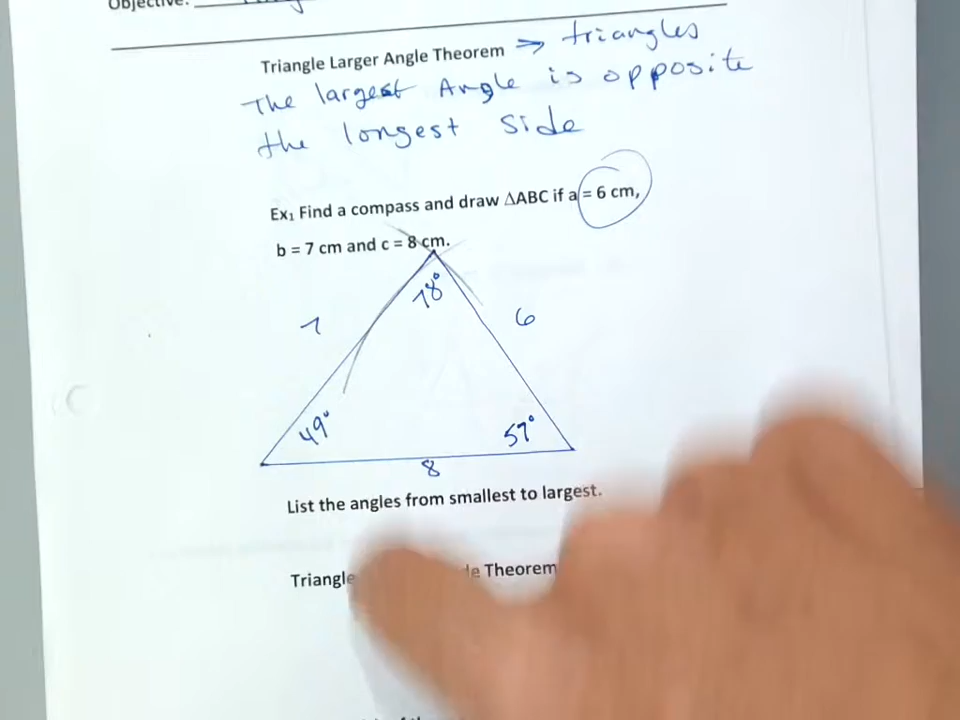 Objective:
Triangle Larger Angle Theorem → triangles
The largest Angle is opposite
the longest side
Ex₁ Find a compass and draw △ABC if a = 6 cm,
b = 7 cm and c = 8 cm.
78°
7
6
49°
57°
8
List the angles from smallest to largest.
Triangle Theorem